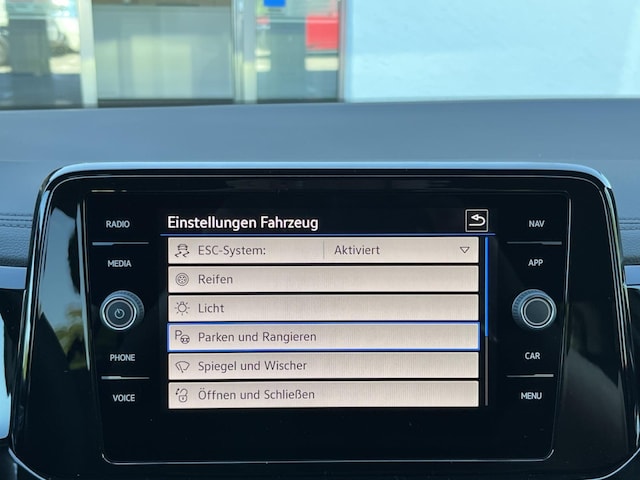 Einstellungen Fahrzeug
RADIO
MEDIA
PHONE
VOICE
ESC-System: Aktiviert
Reifen
Licht
Parken und Rangieren
Spiegel und Wischer
Öffnen und Schließen
NAV
APP
CAR
MENU